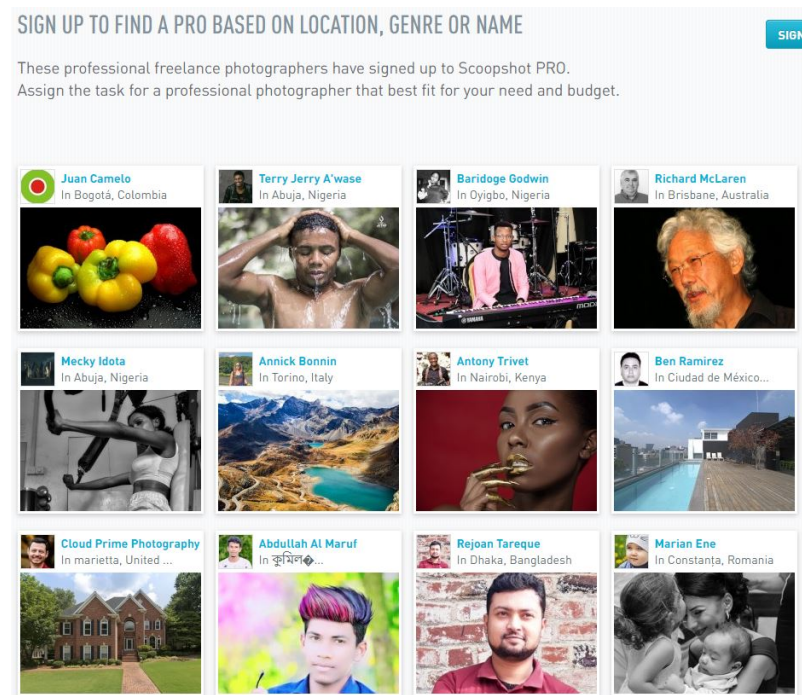 SIGN UP TO FIND A PRO BASED ON LOCATION, GENRE OR NAME
SIGN
These professional freelance photographers have signed up to Scoopshot PRO.
Assign the task for a professional photographer that best fit for your need and budget.
Juan Camelo
In Bogotá, Colombia
Terry Jerry A'wase
In Abuja, Nigeria
Baridoge Godwin
In Oyigbo, Nigeria
Richard McLaren
In Brisbane, Australia
YAMAHA
Mecky Idota
In Abuja, Nigeria
Annick Bonnin
In Torino, Italy
Antony Trivet
In Nairobi, Kenya
Ben Ramirez
In Ciudad de México...
Cloud Prime Photography
In marietta, United ...
Abdullah Al Maruf
In কুমিল�...
Rejoan Tareque
In Dhaka, Bangladesh
Marian Ene
In Constanța, Romania